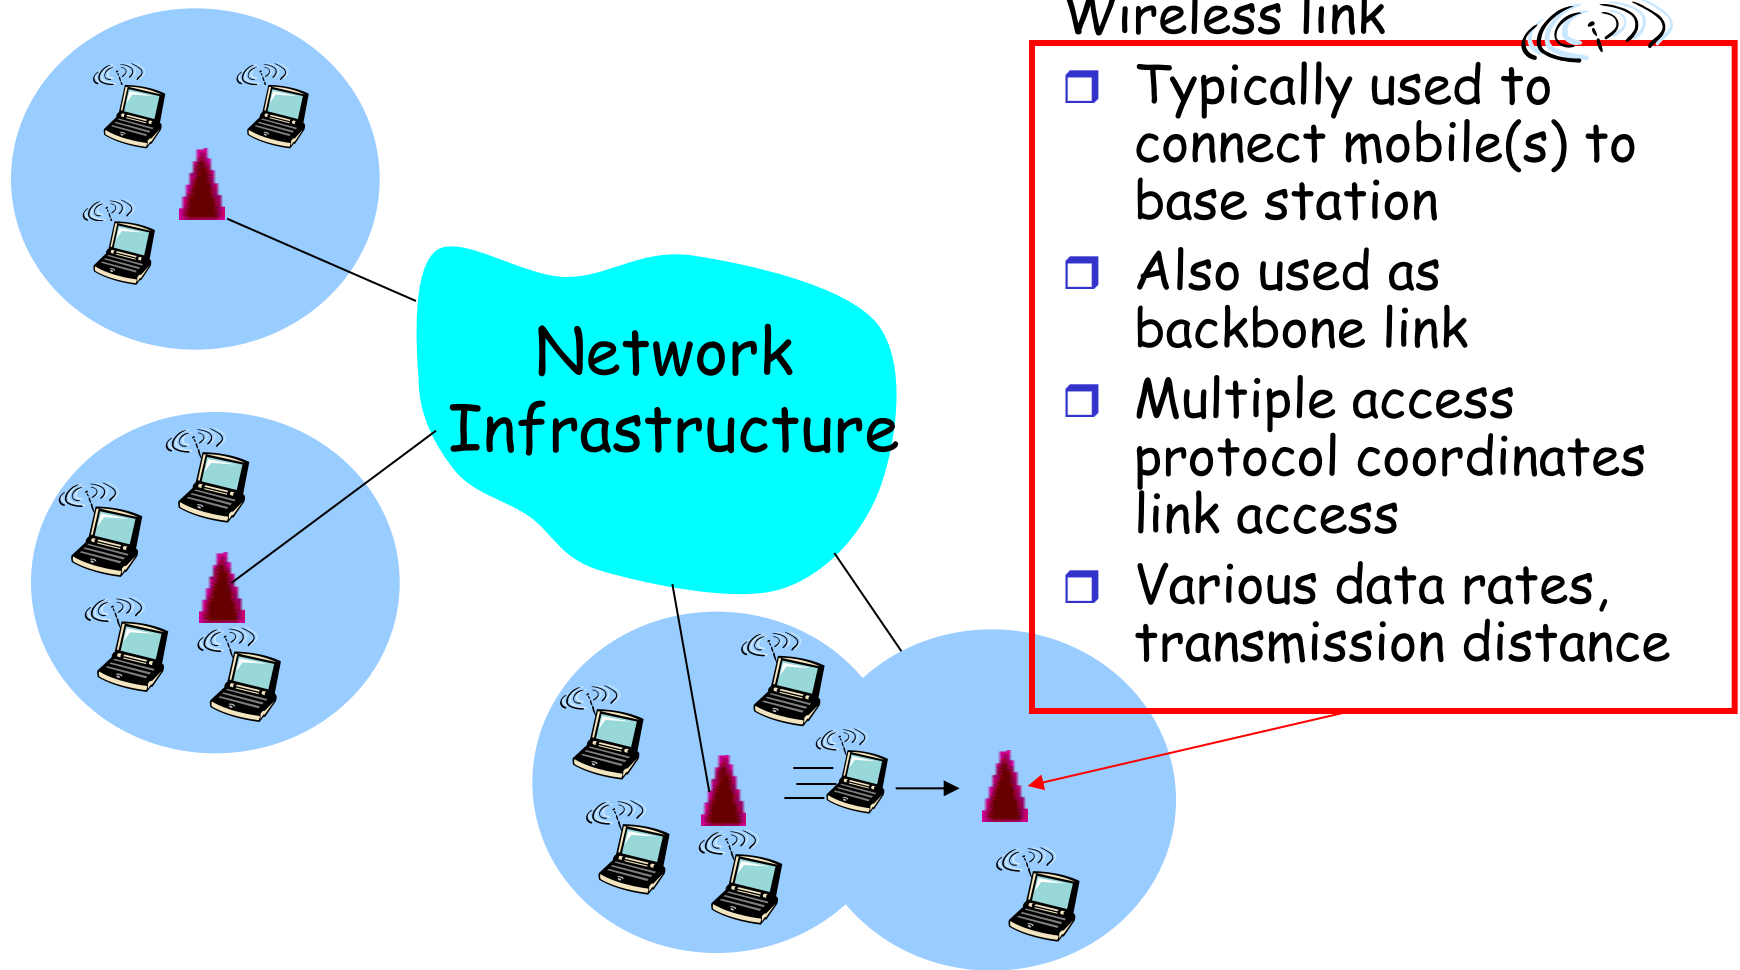 Wireless link
Typically used to
connect mobile(s) to
base station
Also used as
backbone link
Multiple access
protocol coordinates
link access
Various data rates,
transmission distance
Network
Infrastructure